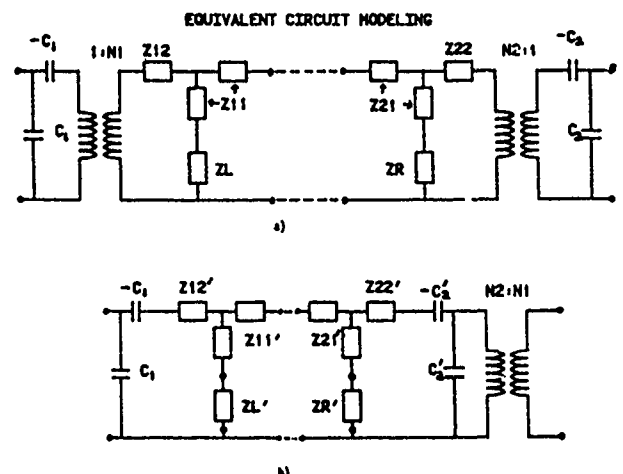 EQUIVALENT CIRCUIT MODELING
-C₁ 1:N1 Z12 Z22 N2:1 -C₂
Z11 Z21
C₁ C₂
ZL ZR
a)
-C₁ Z12′ Z22′ -C₂′ N2:N1
Z11′ Z21′
C₁ C₂′
ZL′ ZR′
b)